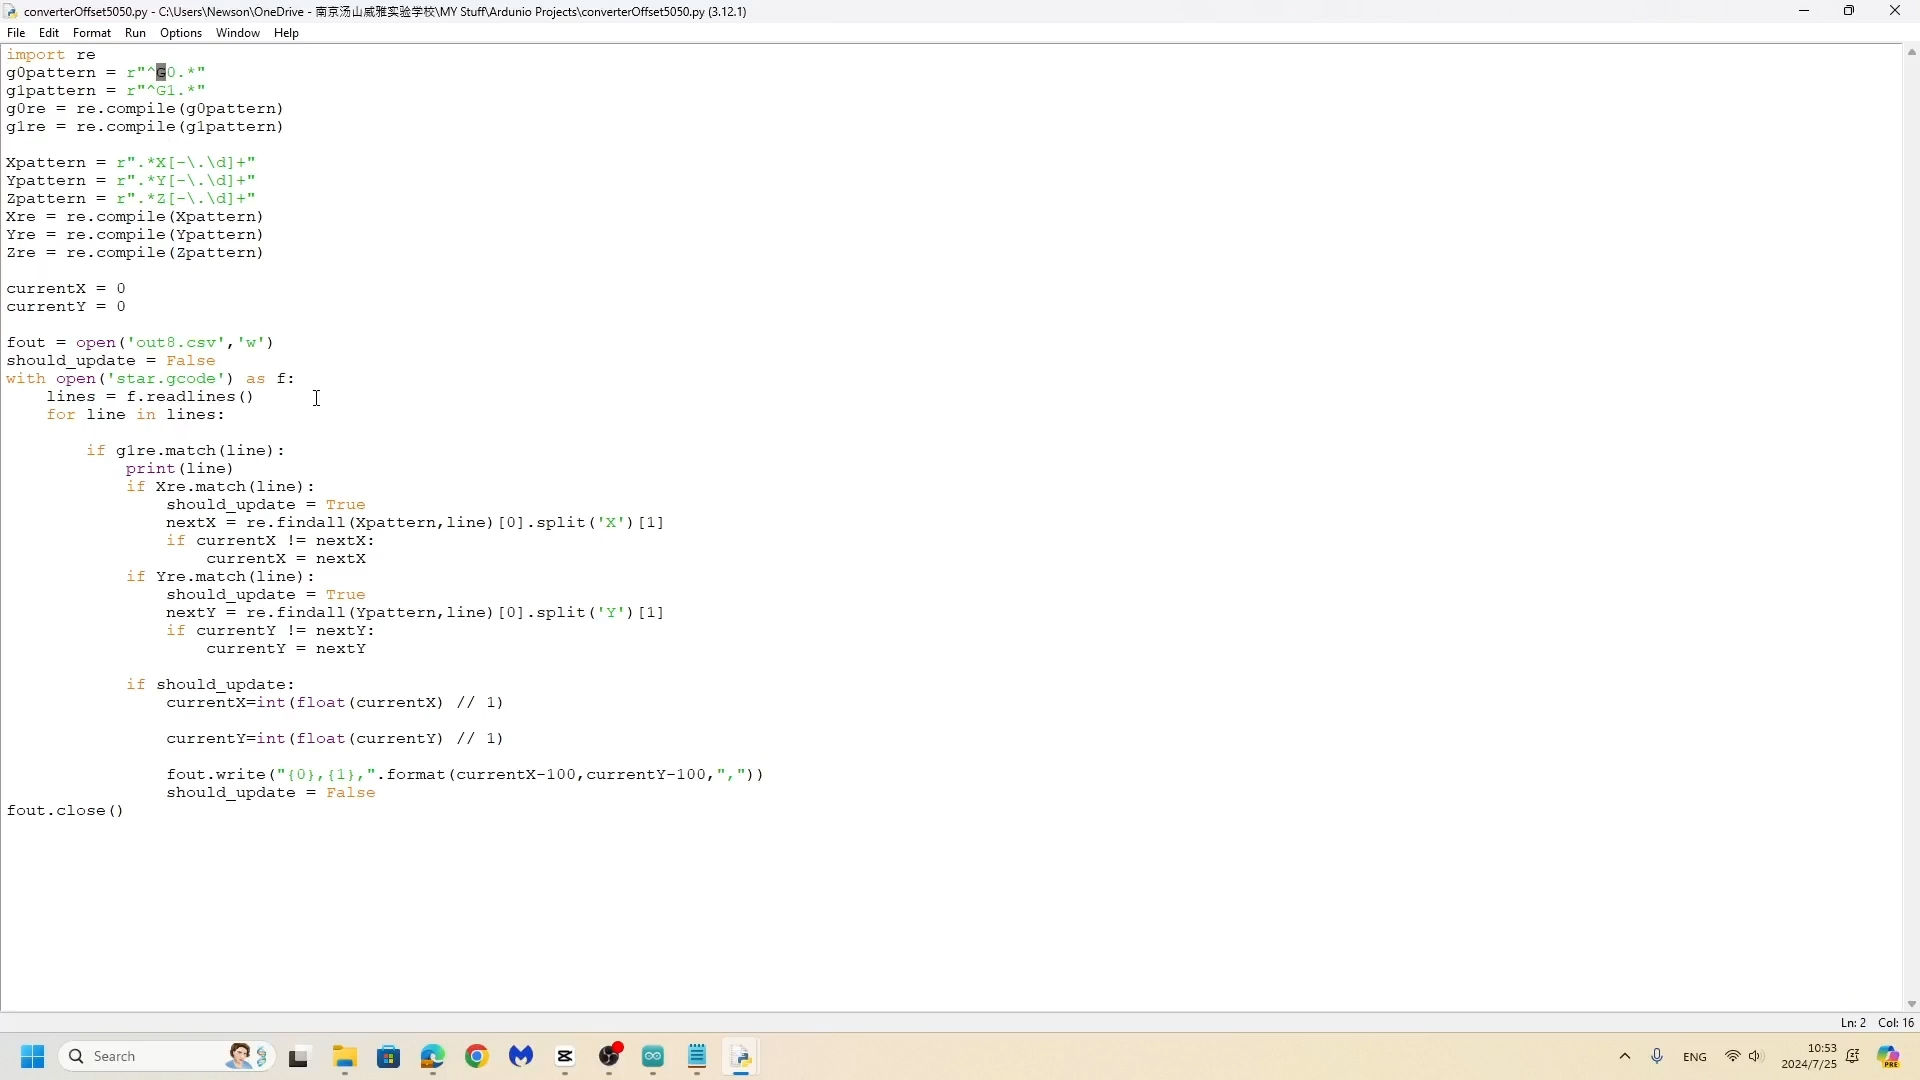 converterOffset5050.py - C:\Users\Newson\OneDrive - 南京汤山威雅实验学校\MY Stuff\Ardunio Projects\converterOffset5050.py (3.12.1)
File Edit Format Run Options Window Help
import re
g0pattern = r"^G0.*"
g1pattern = r"^G1.*"
g0re = re.compile(g0pattern)
g1re = re.compile(g1pattern)
Xpattern = r".*X[-\.\d]+"
Ypattern = r".*Y[-\.\d]+"
Zpattern = r".*Z[-\.\d]+"
Xre = re.compile(Xpattern)
Yre = re.compile(Ypattern)
Zre = re.compile(Zpattern)
currentX = 0
currentY = 0
fout = open('out8.csv','w')
should_update = False
with open('star.gcode') as f:
    lines = f.readlines()
    for line in lines:
        if g1re.match(line):
            print(line)
            if Xre.match(line):
                should_update = True
                nextX = re.findall(Xpattern,line)[0].split('X')[1]
                if currentX != nextX:
                    currentX = nextX
            if Yre.match(line):
                should_update = True
                nextY = re.findall(Ypattern,line)[0].split('Y')[1]
                if currentY != nextY:
                    currentY = nextY
            if should_update:
                currentX=int(float(currentX) // 1)
                currentY=int(float(currentY) // 1)
                fout.write("{0},{1},".format(currentX-100,currentY-100,","))
                should_update = False
fout.close()
Ln: 2 Col: 16
Search
ENG
10:53
2024/7/25
PRE